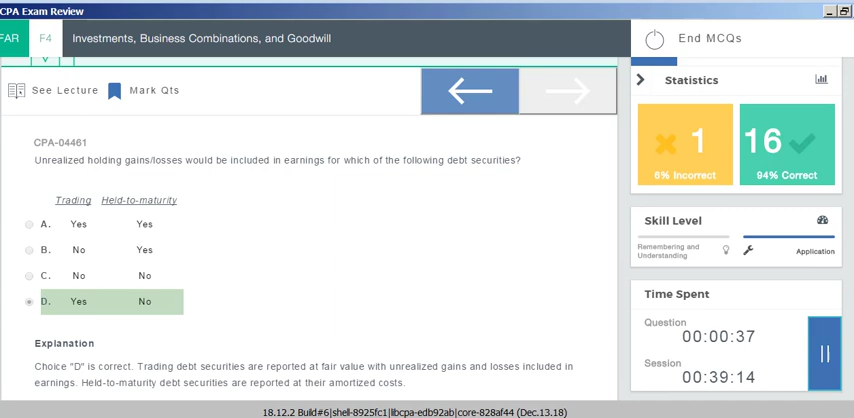 CPA Exam Review
FAR F4 Investments, Business Combinations, and Goodwill End MCQs
See Lecture Mark Qts
Statistics
1 16
6% Incorrect 94% Correct
CPA-04461
Unrealized holding gains/losses would be included in earnings for which of the following debt securities?
Trading Held-to-maturity
A. Yes Yes
B. No Yes
C. No No
D. Yes No
Explanation
Choice "D" is correct. Trading debt securities are reported at fair value with unrealized gains and losses included in
earnings. Held-to-maturity debt securities are reported at their amortized costs.
Skill Level
Remembering and
Understanding
Application
Time Spent
Question
00:00:37
Session
00:39:14
18.12.2 Build#6|shell-8925fc1|libcpa-edb92ab|core-828af44 (Dec.13.18)